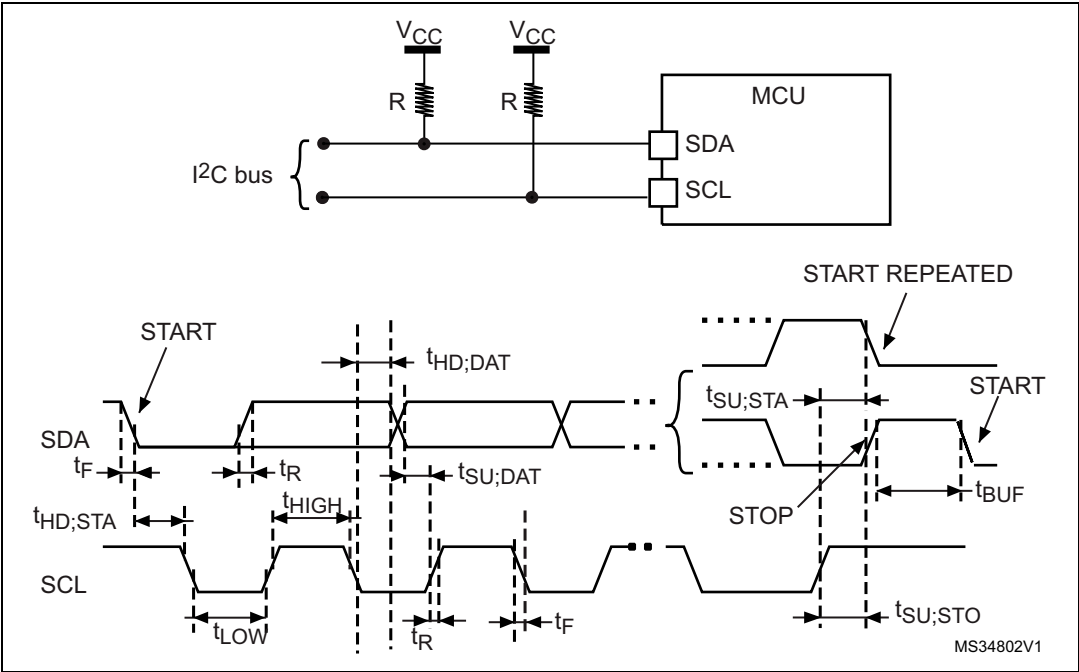 VCC VCC
R R
MCU
SDA
I2C bus
SCL
START REPEATED
START
tHD;DAT
tSU;STA
START
SDA
tF
tR
tSU;DAT
tHIGH
tBUF
tHD;STA
STOP
SCL
tLOW
tR
tF
tSU;STO
MS34802V1